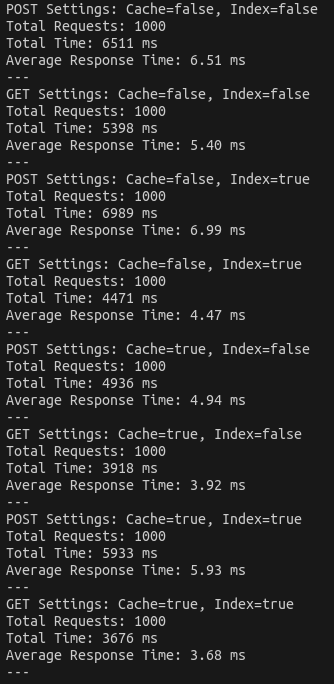 POST Settings: Cache=false, Index=false
Total Requests: 1000
Total Time: 6511 ms
Average Response Time: 6.51 ms
---
GET Settings: Cache=false, Index=false
Total Requests: 1000
Total Time: 5398 ms
Average Response Time: 5.40 ms
---
POST Settings: Cache=false, Index=true
Total Requests: 1000
Total Time: 6989 ms
Average Response Time: 6.99 ms
---
GET Settings: Cache=false, Index=true
Total Requests: 1000
Total Time: 4471 ms
Average Response Time: 4.47 ms
---
POST Settings: Cache=true, Index=false
Total Requests: 1000
Total Time: 4936 ms
Average Response Time: 4.94 ms
---
GET Settings: Cache=true, Index=false
Total Requests: 1000
Total Time: 3918 ms
Average Response Time: 3.92 ms
---
POST Settings: Cache=true, Index=true
Total Requests: 1000
Total Time: 5933 ms
Average Response Time: 5.93 ms
---
GET Settings: Cache=true, Index=true
Total Requests: 1000
Total Time: 3676 ms
Average Response Time: 3.68 ms
---